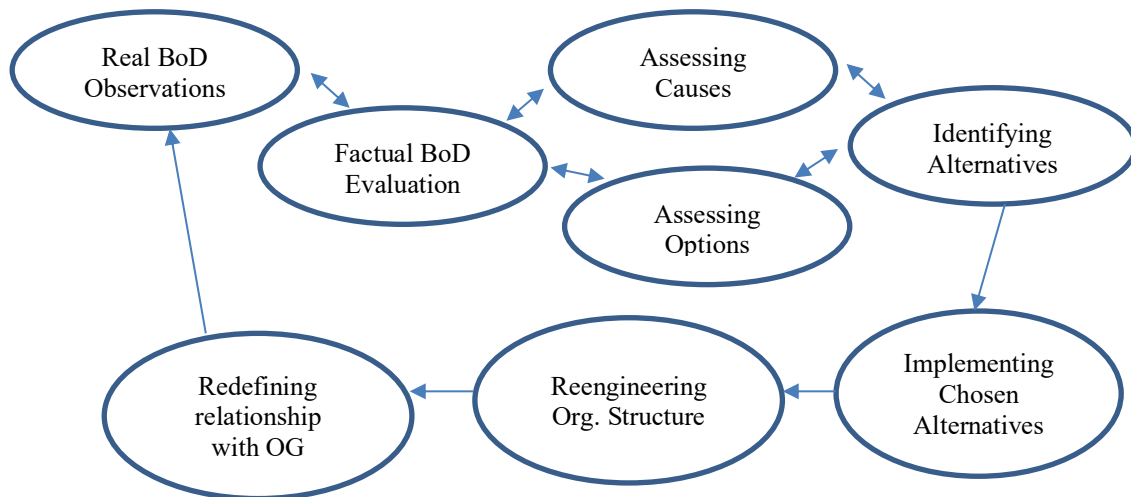 Real BoD
Observations
Assessing
Causes
Factual BoD
Evaluation
Identifying
Alternatives
Assessing
Options
Implementing
Chosen
Alternatives
Reengineering
Org. Structure
Redefining
relationship
with OG